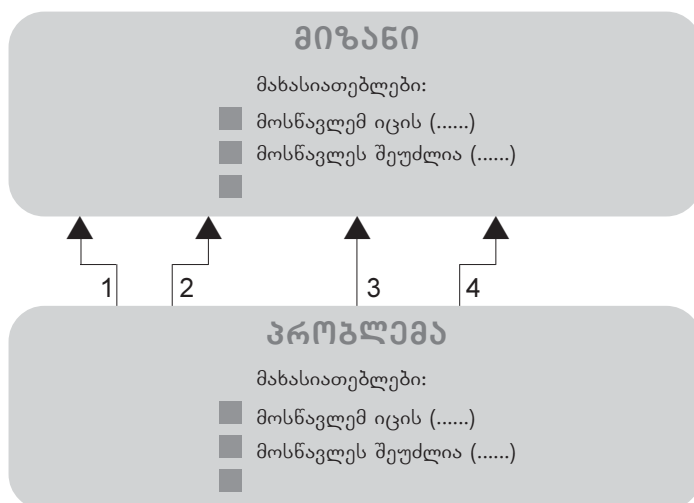 მიზანი
მახასიათებლები:
მოსწავლემ იცის (......)
მოსწავლეს შეუძლია (......)
1 2 3 4
პრობლემა
მახასიათებლები:
მოსწავლემ იცის (......)
მოსწავლეს შეუძლია (......)